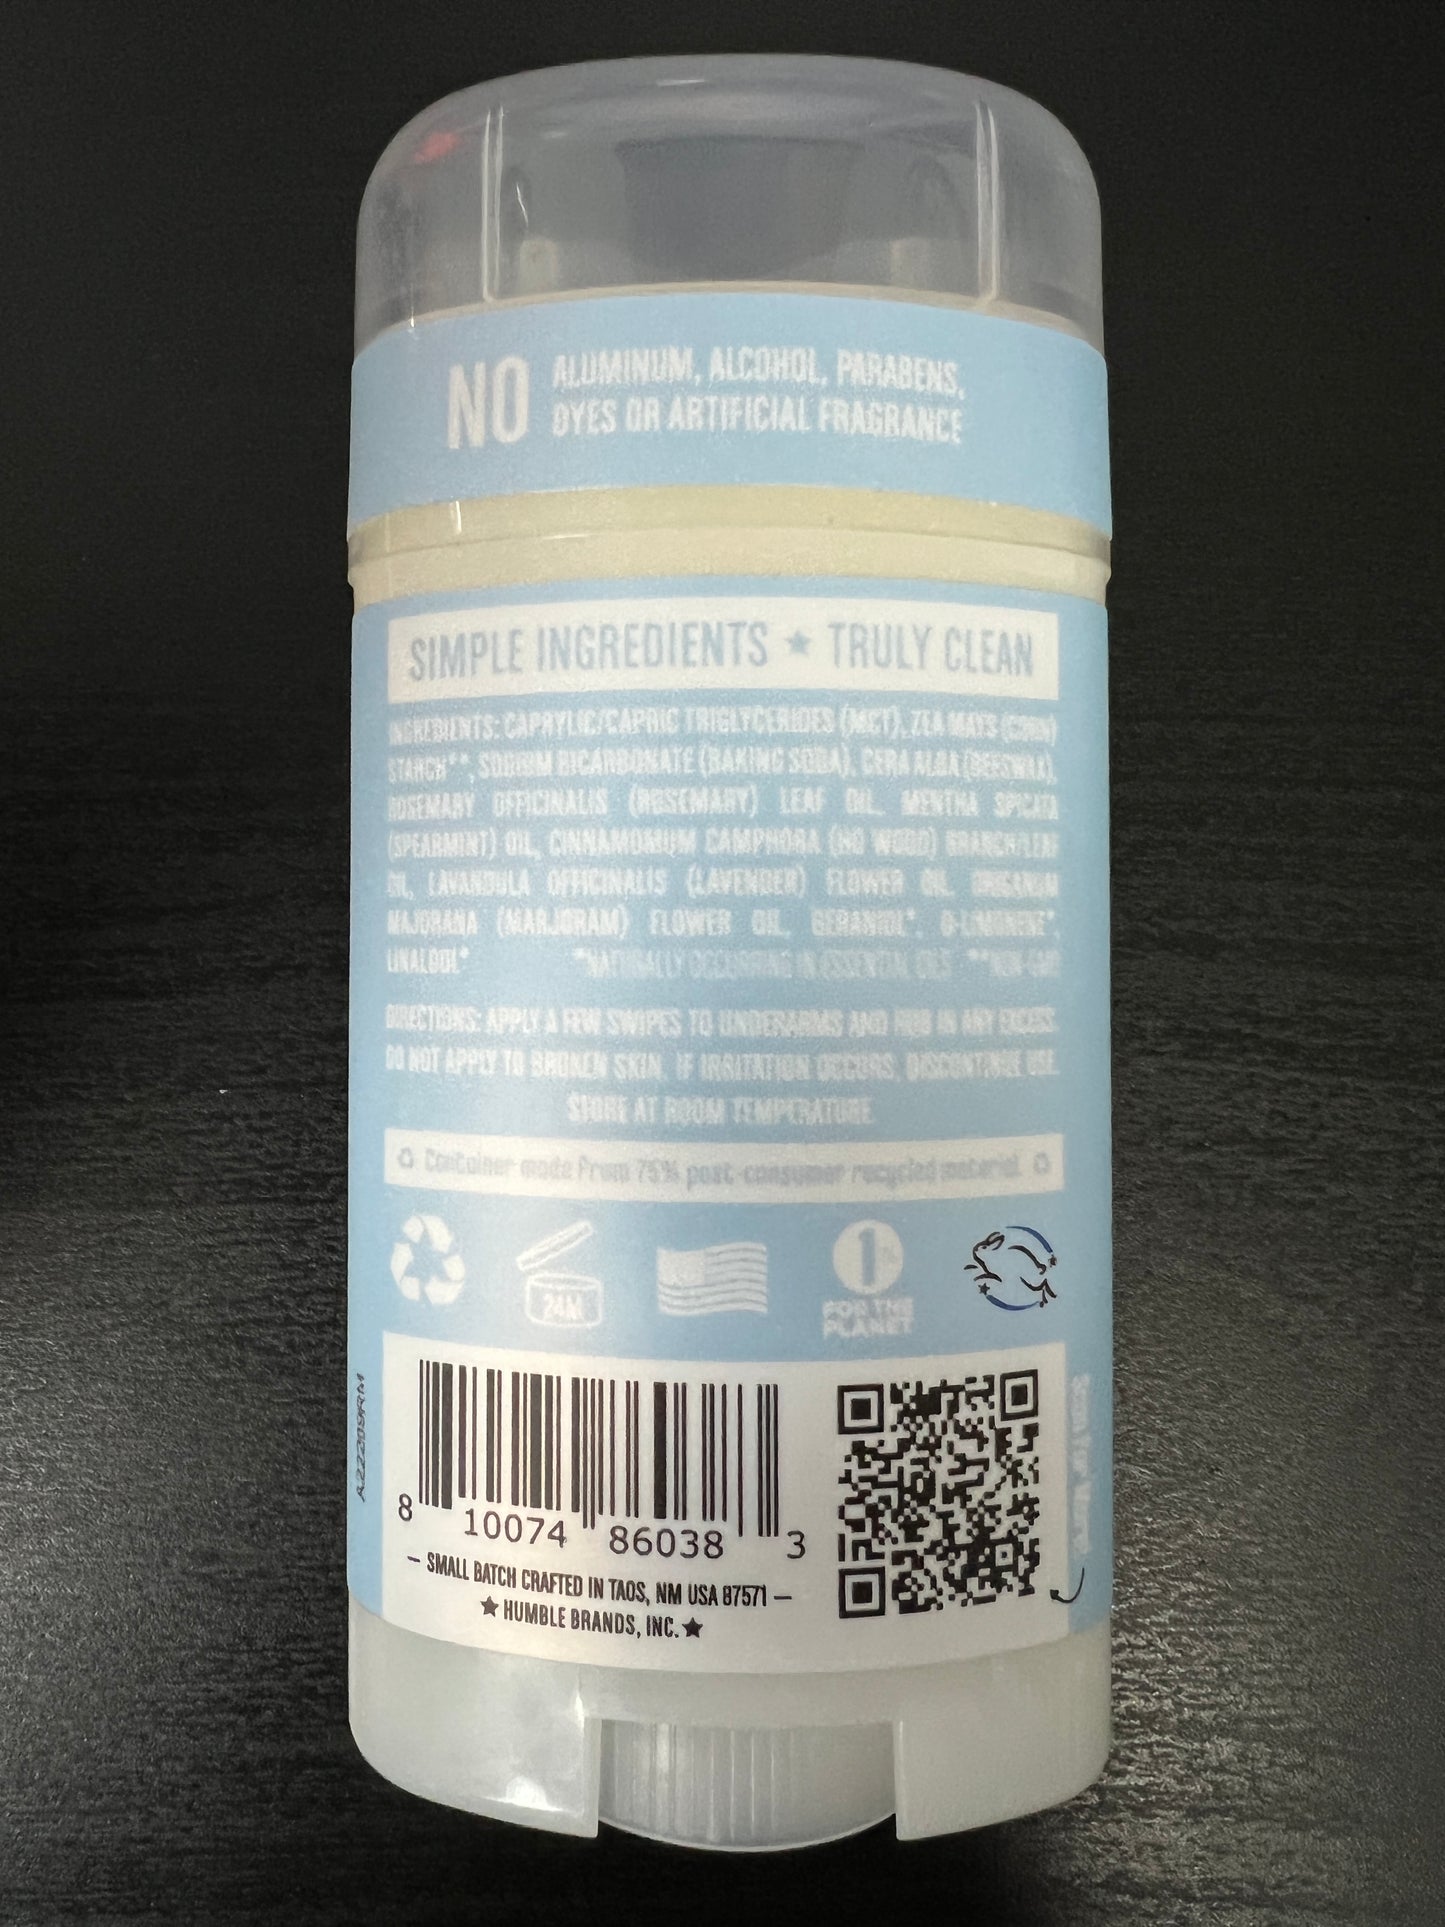 NO ALUMINUM, ALCOHOL, PARABENS,
DYES OR ARTIFICIAL FRAGRANCE
SIMPLE INGREDIENTS ★ TRULY CLEAN
INGREDIENTS: CAPRYLIC/CAPRIC TRIGLYCERIDES (MCT), ZEA MAYS (CORN)
STARCH**, SODIUM BICARBONATE (BAKING SODA), CERA ALBA (BEESWAX),
ROSEMARY OFFICINALIS (ROSEMARY) LEAF OIL, MENTHA SPICATA
(SPEARMINT) OIL, CINNAMOMUM CAMPHORA (HO WOOD) BRANCH/LEAF
OIL, LAVANDULA OFFICINALIS (LAVENDER) FLOWER OIL, ORIGANUM
MAJORANA (MARJORAM) FLOWER OIL, GERANIOL*, D-LIMONENE*,
LINALOOL* *NATURALLY OCCURRING IN ESSENTIAL OILS **NON-GMO
DIRECTIONS: APPLY A FEW SWIPES TO UNDERARMS AND RUB IN ANY EXCESS.
DO NOT APPLY TO BROKEN SKIN. IF IRRITATION OCCURS, DISCONTINUE USE.
STORE AT ROOM TEMPERATURE.
Container made from 75% post-consumer recycled material
24M
1%
FOR THE
PLANET
A22209RM
8 10074 86038 3
– SMALL BATCH CRAFTED IN TAOS, NM USA 87571 –
★ HUMBLE BRANDS, INC. ★
Scan For More